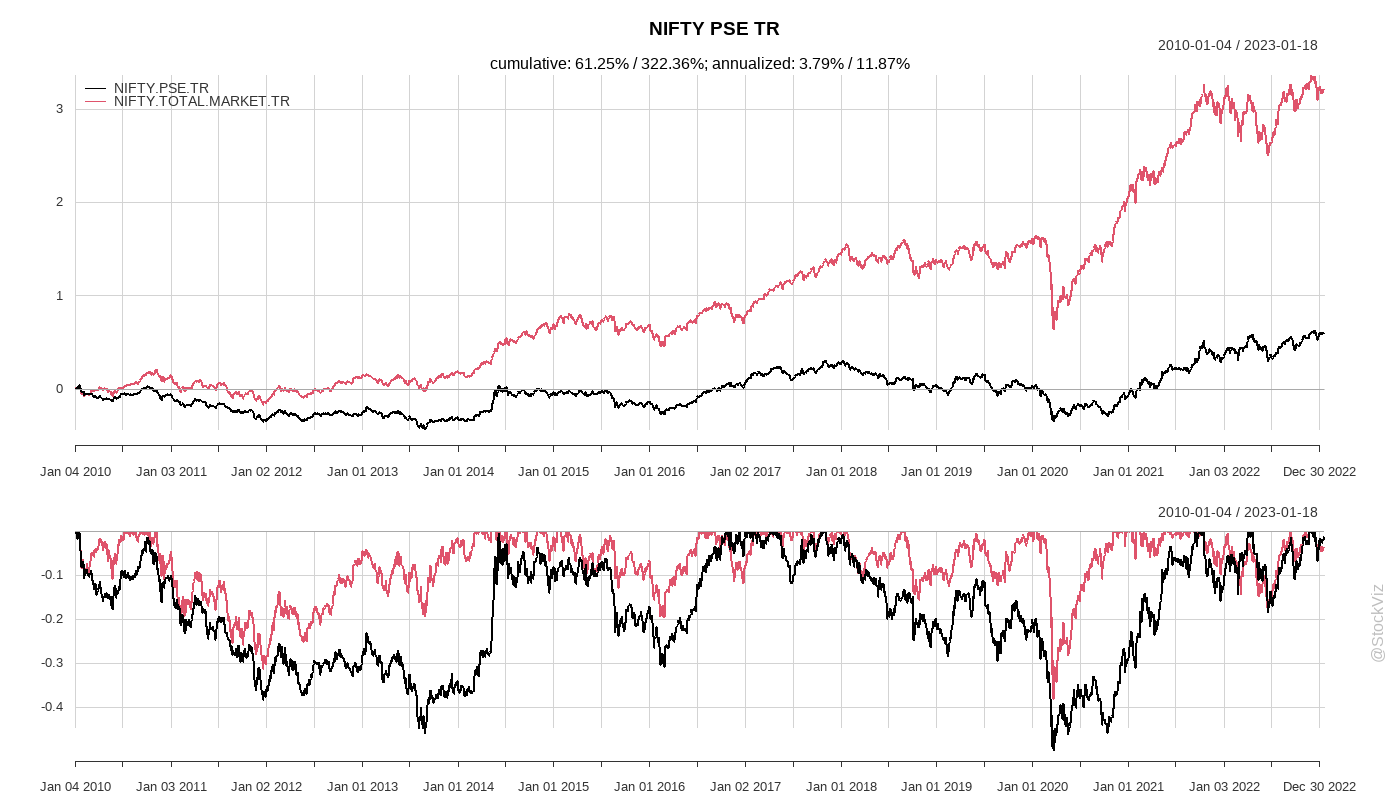 NIFTY PSE TR
2010-01-04 / 2023-01-18
cumulative: 61.25% / 322.36%; annualized: 3.79% / 11.87%
NIFTY.PSE.TR
NIFTY.TOTAL.MARKET.TR
3
2
1
0
Jan 04 2010 Jan 03 2011 Jan 02 2012 Jan 01 2013 Jan 01 2014 Jan 01 2015 Jan 01 2016 Jan 02 2017 Jan 01 2018 Jan 01 2019 Jan 01 2020 Jan 01 2021 Jan 03 2022 Dec 30 2022
2010-01-04 / 2023-01-18
-0.1
-0.2
-0.3
-0.4
Jan 04 2010 Jan 03 2011 Jan 02 2012 Jan 01 2013 Jan 01 2014 Jan 01 2015 Jan 01 2016 Jan 02 2017 Jan 01 2018 Jan 01 2019 Jan 01 2020 Jan 01 2021 Jan 03 2022 Dec 30 2022
@StockViz